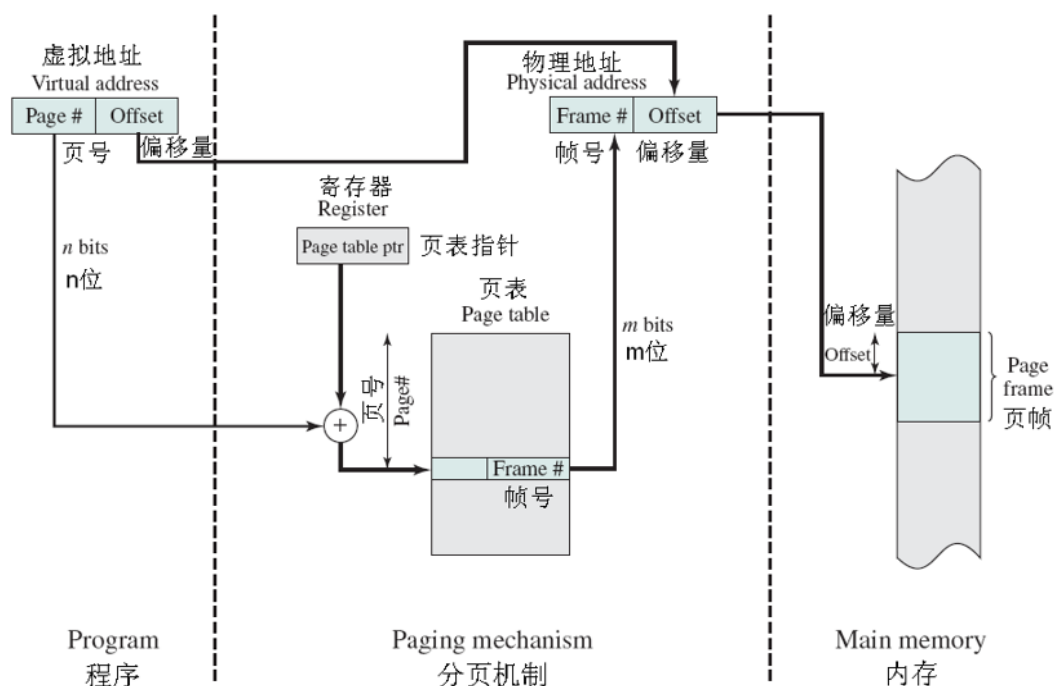 虚拟地址
Virtual address
Page # Offset
页号 偏移量
n bits
n位
物理地址
Physical address
Frame # Offset
帧号 偏移量
寄存器
Register
Page table ptr 页表指针
页表
Page table
m bits
m位
页号
Page#
+
Frame #
帧号
偏移量
Offset
Page
frame
页帧
Program
程序
Paging mechanism
分页机制
Main memory
内存